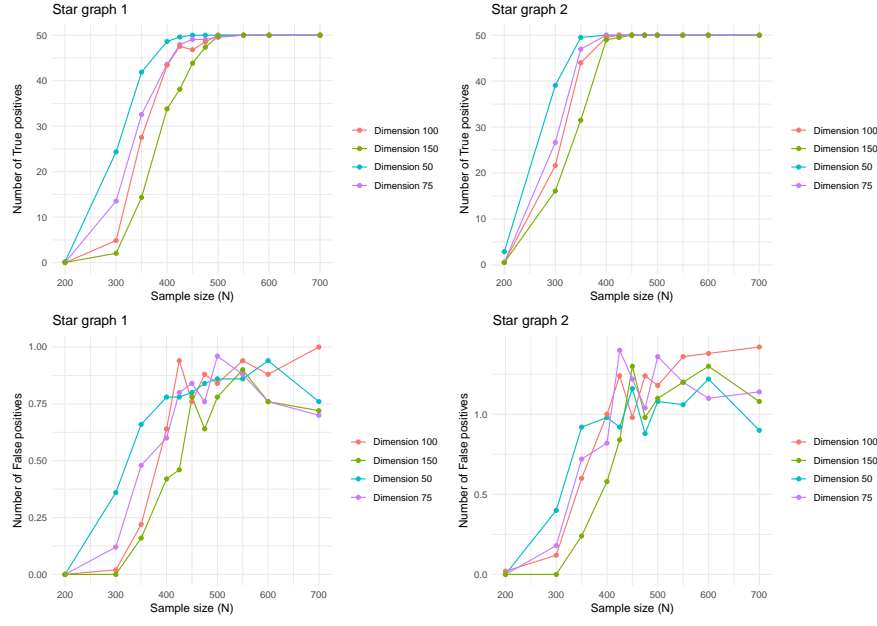 Star graph 1
Number of True positives
50
40
30
20
10
0
200 300 400 500 600 700
Sample size (N)
Dimension 100
Dimension 150
Dimension 50
Dimension 75
Star graph 2
Number of True positives
50
40
30
20
10
0
200 300 400 500 600 700
Sample size (N)
Dimension 100
Dimension 150
Dimension 50
Dimension 75
Star graph 1
Number of False positives
1.00
0.75
0.50
0.25
0.00
200 300 400 500 600 700
Sample size (N)
Dimension 100
Dimension 150
Dimension 50
Dimension 75
Star graph 2
Number of False positives
1.0
0.5
0.0
200 300 400 500 600 700
Sample size (N)
Dimension 100
Dimension 150
Dimension 50
Dimension 75